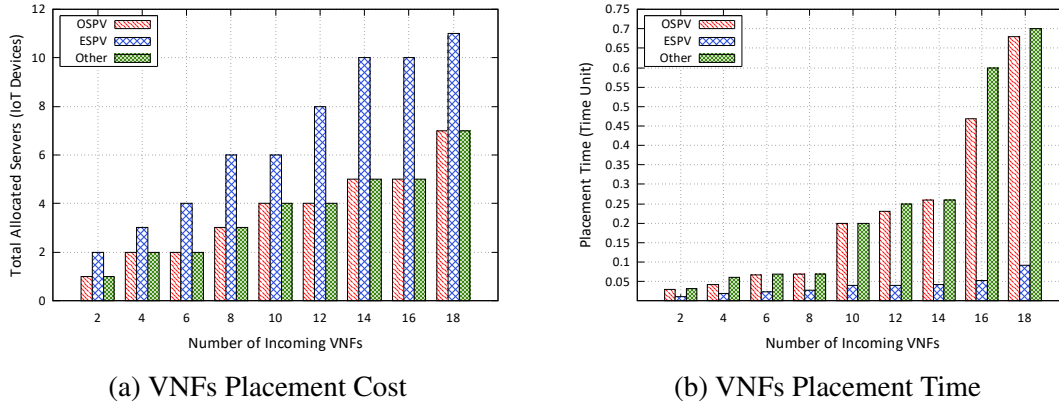 OSPV
ESPV
Other
Total Allocated Servers (IoT Devices)
12
10
8
6
4
2
0
2 4 6 8 10 12 14 16 18
Number of Incoming VNFs
(a) VNFs Placement Cost
OSPV
ESPV
Other
Placement Time (Time Unit)
0.75
0.7
0.65
0.6
0.55
0.5
0.45
0.4
0.35
0.3
0.25
0.2
0.15
0.1
0.05
2 4 6 8 10 12 14 16 18
Number of Incoming VNFs
(b) VNFs Placement Time